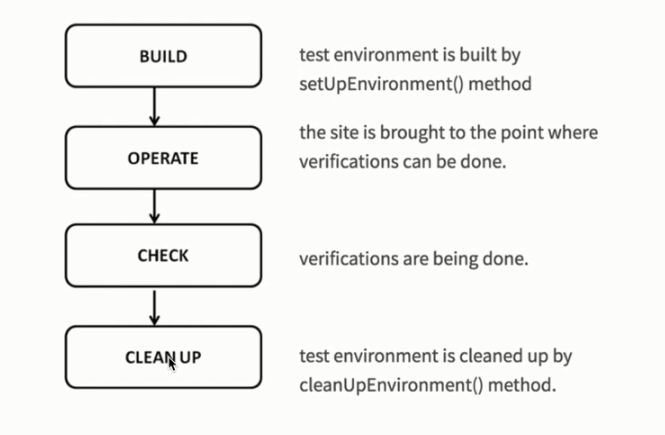 BUILD
test environment is built by
setUpEnvironment() method
OPERATE
the site is brought to the point where
verifications can be done.
CHECK
verifications are being done.
CLEAN UP
test environment is cleaned up by
cleanUpEnvironment() method.